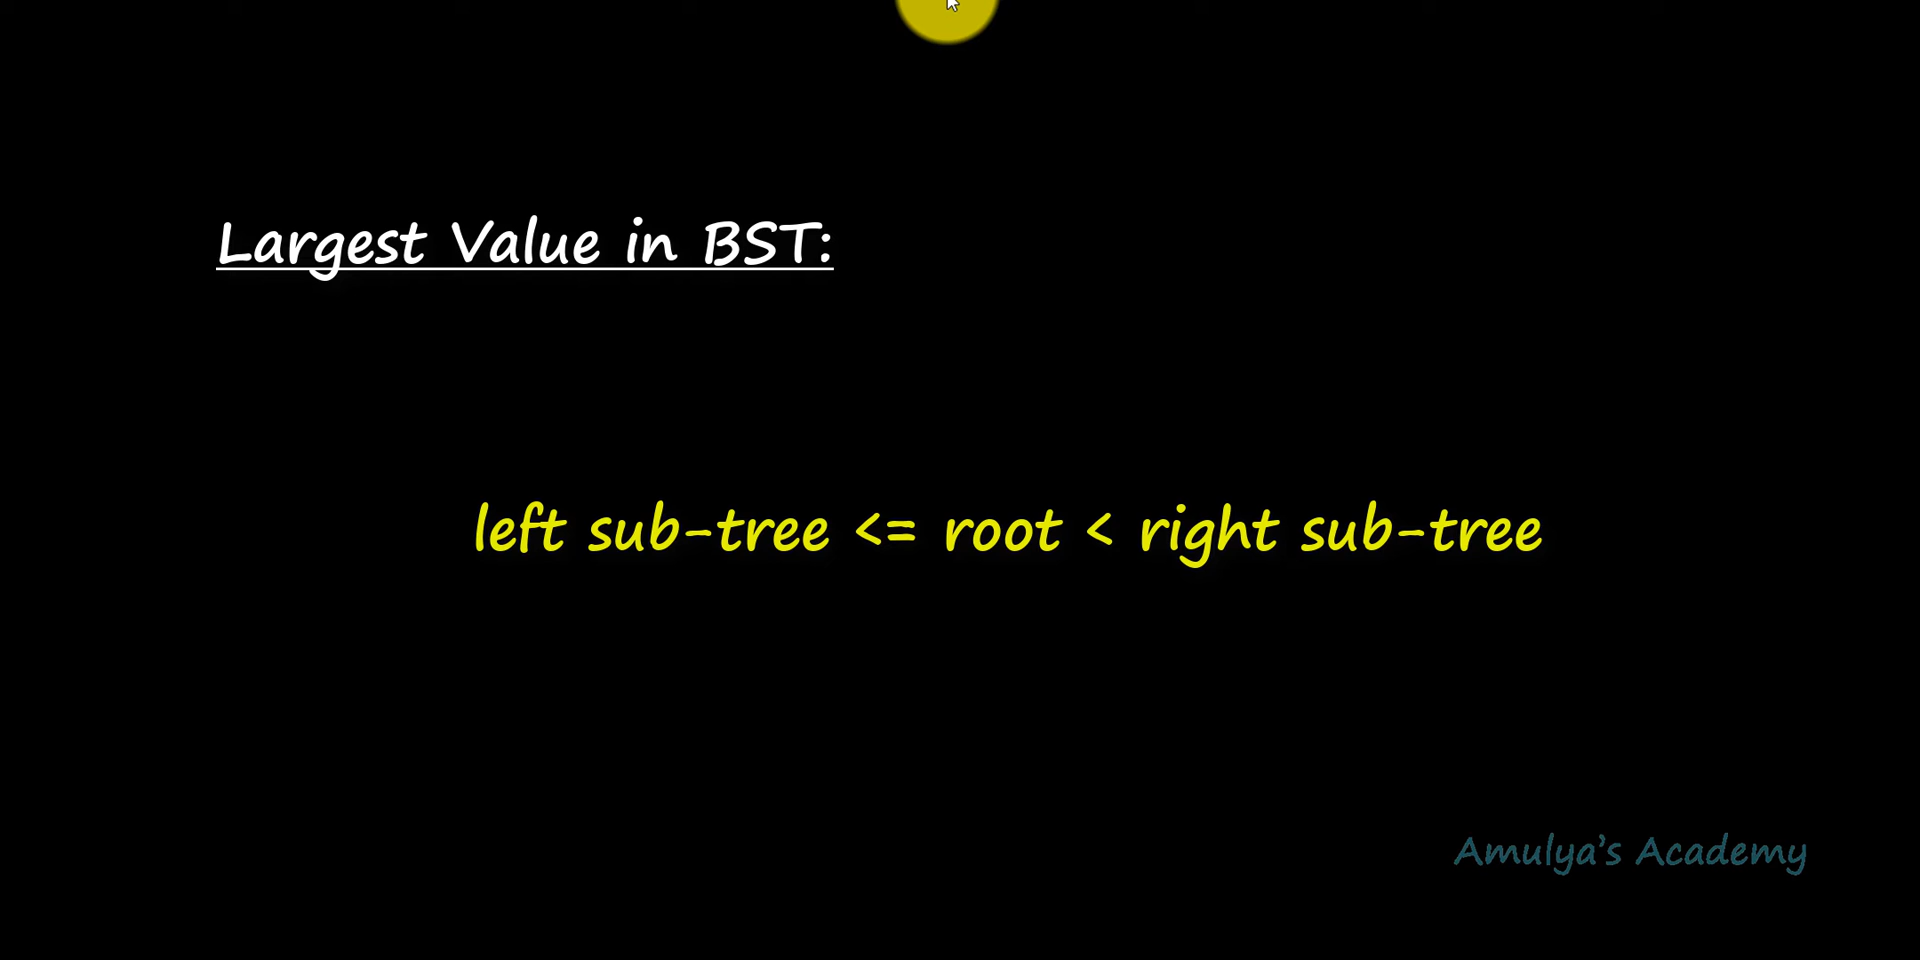 Largest Value in BST:
left sub-tree <= root < right sub-tree
Amulya's Academy